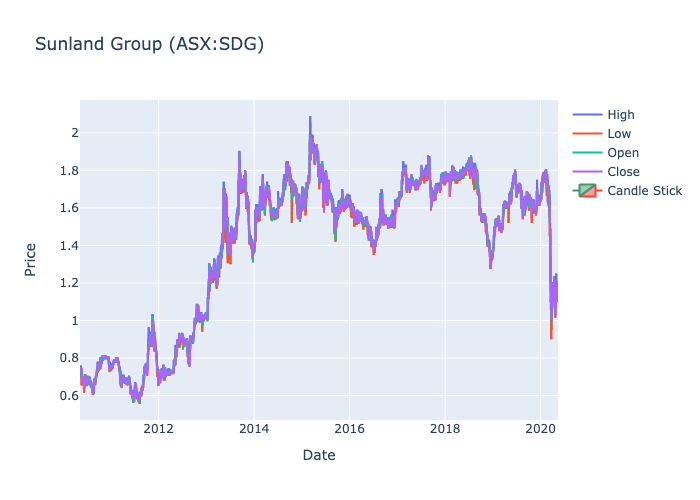 Sunland Group (ASX:SDG)
High
Low
Open
Close
Candle Stick
Price
2
1.8
1.6
1.4
1.2
1
0.8
0.6
2012
2014
2016
2018
2020
Date